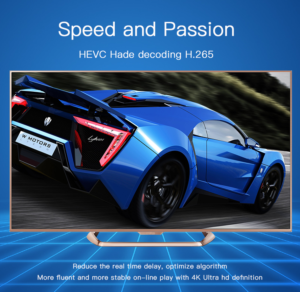 Speed and Passion
HEVC Hade decoding H.265
W MOTORS
Reduce the real time delay, optimize algorithm
More fluent and more stable on-line play with 4K Ultra hd definition